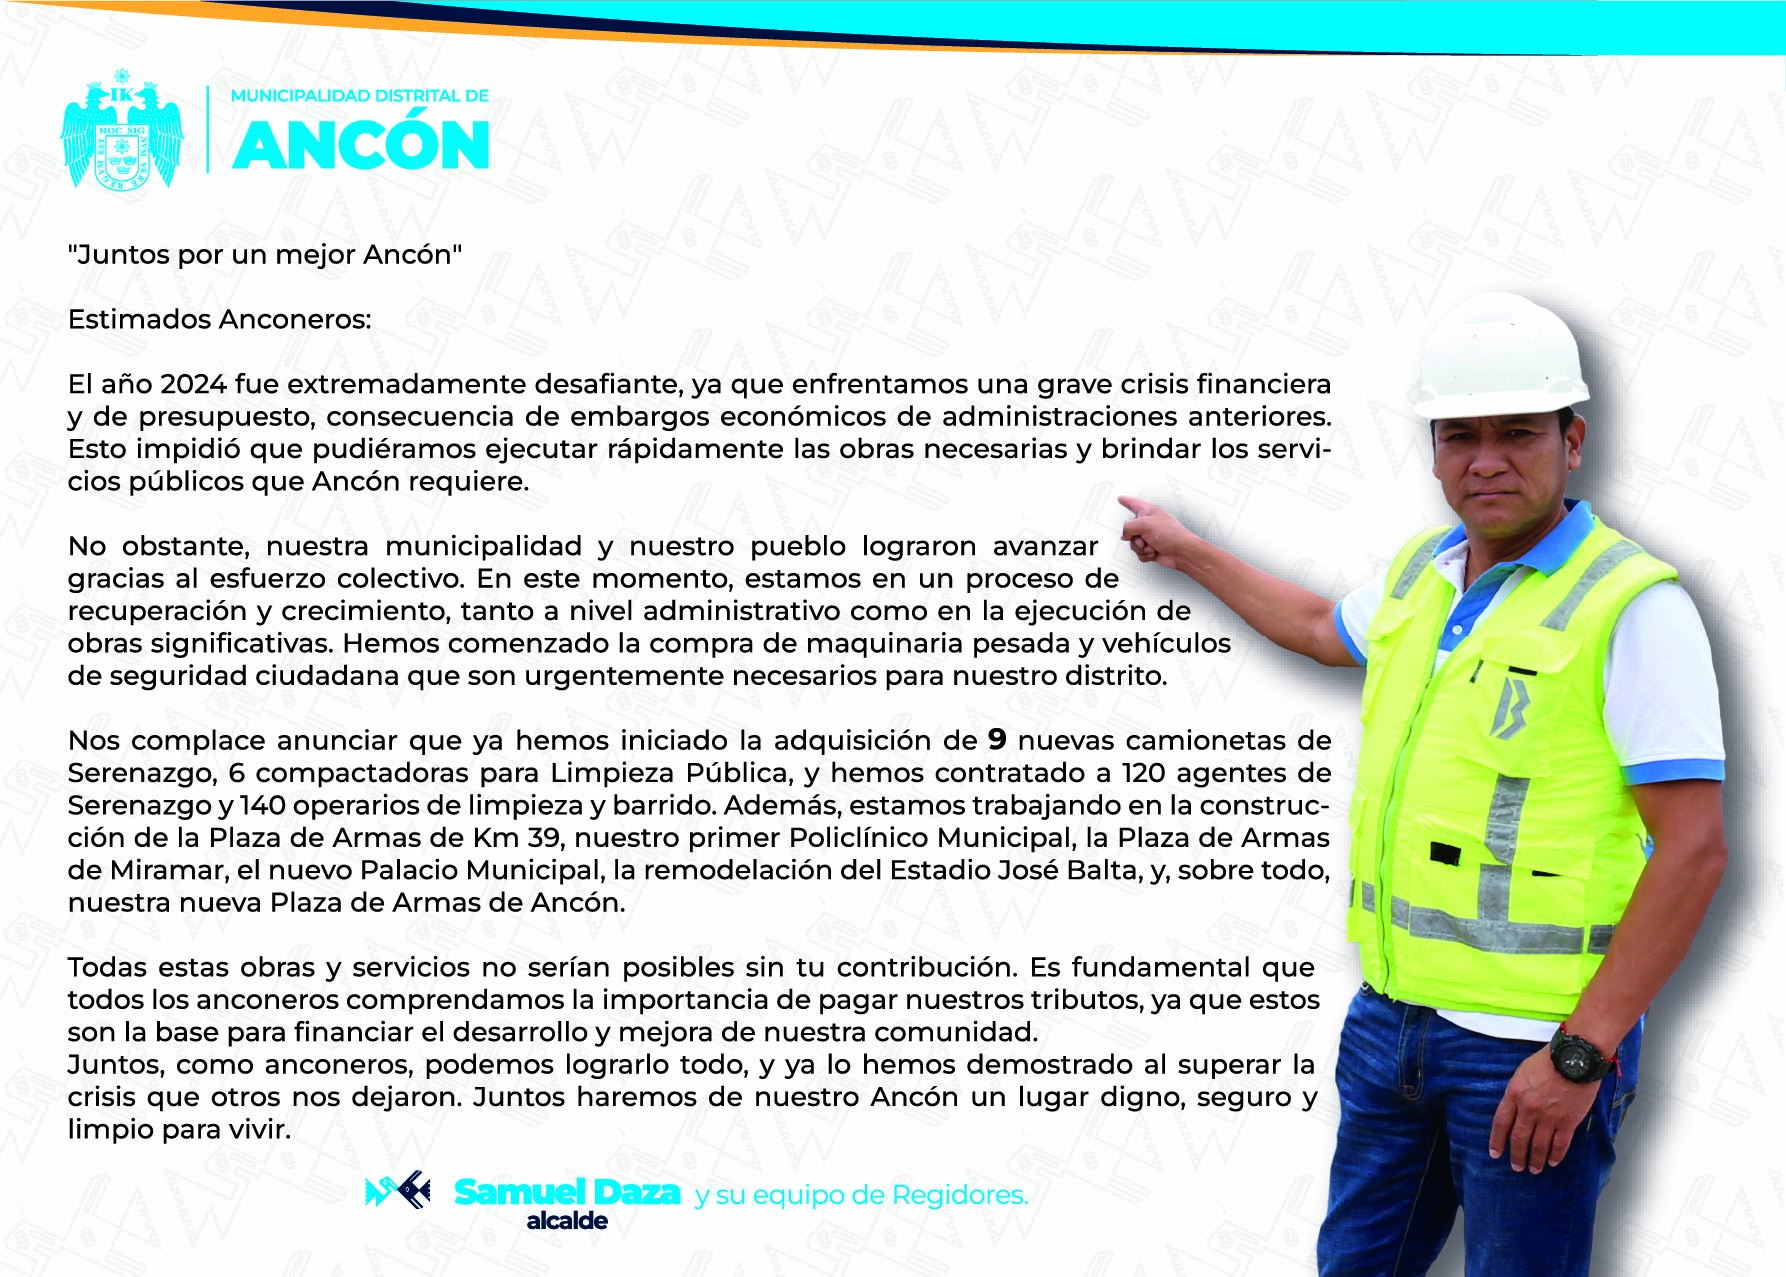 IK
HOC SIG
NVM VERE REGVM EST
MUNICIPALIDAD DISTRITAL DE
ANCÓN
"Juntos por un mejor Ancón"
Estimados Anconeros:
El año 2024 fue extremadamente desafiante, ya que enfrentamos una grave crisis financiera
y de presupuesto, consecuencia de embargos económicos de administraciones anteriores.
Esto impidió que pudiéramos ejecutar rápidamente las obras necesarias y brindar los servi-
cios públicos que Ancón requiere.
No obstante, nuestra municipalidad y nuestro pueblo lograron avanzar
gracias al esfuerzo colectivo. En este momento, estamos en un proceso de
recuperación y crecimiento, tanto a nivel administrativo como en la ejecución de
obras significativas. Hemos comenzado la compra de maquinaria pesada y vehículos
de seguridad ciudadana que son urgentemente necesarios para nuestro distrito.
Nos complace anunciar que ya hemos iniciado la adquisición de 9 nuevas camionetas de
Serenazgo, 6 compactadoras para Limpieza Pública, y hemos contratado a 120 agentes de
Serenazgo y 140 operarios de limpieza y barrido. Además, estamos trabajando en la construc-
ción de la Plaza de Armas de Km 39, nuestro primer Policlínico Municipal, la Plaza de Armas
de Miramar, el nuevo Palacio Municipal, la remodelación del Estadio José Balta, y, sobre todo,
nuestra nueva Plaza de Armas de Ancón.
Todas estas obras y servicios no serían posibles sin tu contribución. Es fundamental que
todos los anconeros comprendamos la importancia de pagar nuestros tributos, ya que estos
son la base para financiar el desarrollo y mejora de nuestra comunidad.
Juntos, como anconeros, podemos lograrlo todo, y ya lo hemos demostrado al superar la
crisis que otros nos dejaron. Juntos haremos de nuestro Ancón un lugar digno, seguro y
limpio para vivir.
Samuel Daza y su equipo de Regidores.
alcalde